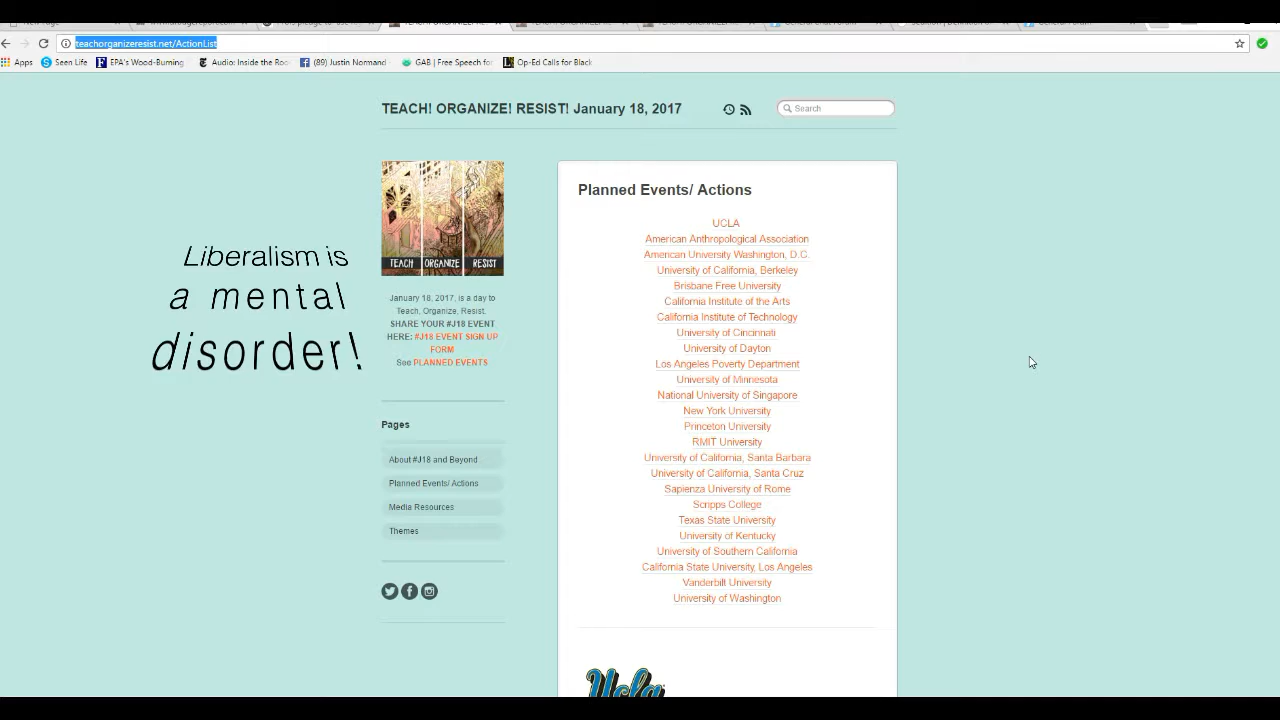 teachorganizeresist.net/ActionList
Apps
Seen Life
EPA's Wood-Burning
Audio: Inside the Roo
(89) Justin Normand
GAB | Free Speech for
Op-Ed Calls for Black
TEACH! ORGANIZE! RESIST! January 18, 2017
Search
TEACH ORGANIZE RESIST
January 18, 2017, is a day to
Teach, Organize, Resist.
SHARE YOUR #J18 EVENT
HERE: #J18 EVENT SIGN UP
FORM
See PLANNED EVENTS
Liberalism is
a mental
disorder!
Pages
About #J18 and Beyond
Planned Events/ Actions
Media Resources
Themes
Planned Events/ Actions
UCLA
American Anthropological Association
American University Washington, D.C.
University of California, Berkeley
Brisbane Free University
California Institute of the Arts
California Institute of Technology
University of Cincinnati
University of Dayton
Los Angeles Poverty Department
University of Minnesota
National University of Singapore
New York University
Princeton University
RMIT University
University of California, Santa Barbara
University of California, Santa Cruz
Sapienza University of Rome
Scripps College
Texas State University
University of Kentucky
University of Southern California
California State University, Los Angeles
Vanderbilt University
University of Washington
Ucla